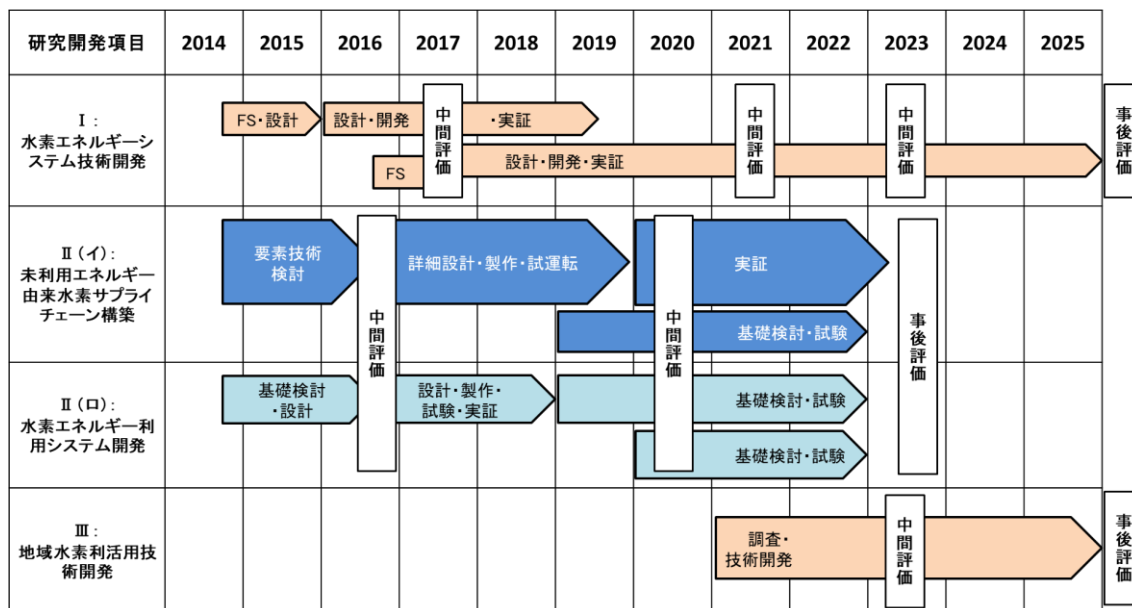 研究開発項目 2014 2015 2016 2017 2018 2019 2020 2021 2022 2023 2024 2025
Ⅰ：
水素エネルギーシ
ステム技術開発
FS・設計
設計・開発
・実証
FS
設計・開発・実証
中間評価
中間評価
中間評価
事後評価
Ⅱ（イ）：
未利用エネルギー
由来水素サプライ
チェーン構築
要素技術
検討
詳細設計・製作・試運転
実証
基礎検討・試験
中間評価
中間評価
事後評価
Ⅱ（ロ）：
水素エネルギー利
用システム開発
基礎検討
・設計
設計・製作・
試験・実証
基礎検討・試験
基礎検討・試験
Ⅲ：
地域水素利活用技
術開発
調査・
技術開発
中間評価
事後評価